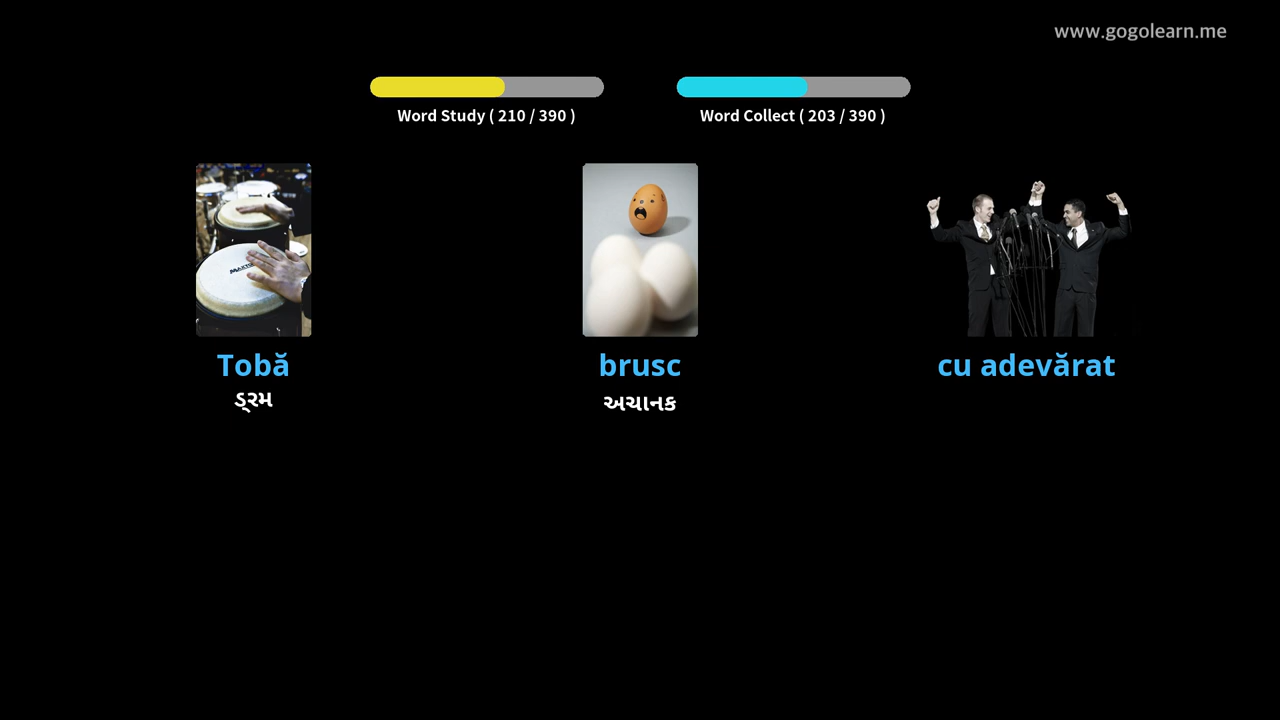 www.gogolearn.me
Word Study ( 210 / 390 )
Word Collect ( 203 / 390 )
Tobă
brusc
cu adevărat
ડ્રમ
અચાનક